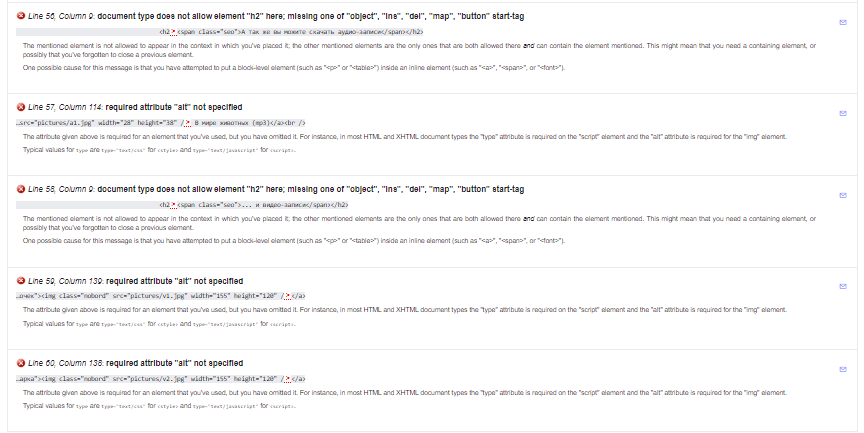 Line 56, Column 9: document type does not allow element "h2" here; missing one of "object", "ins", "del", "map", "button" start-tag
<h2><span class="seo">А так же вы можите скачать аудио-записи</span></h2>
The mentioned element is not allowed to appear in the context in which you've placed it; the other mentioned elements are the only ones that are both allowed there and can contain the element mentioned. This might mean that you need a containing element, or
possibly that you've forgotten to close a previous element.
One possible cause for this message is that you have attempted to put a block-level element (such as "<p>" or "<table>") inside an inline element (such as "<a>", "<span>", or "<font>").
Line 57, Column 114: required attribute "alt" not specified
…src="pictures/a1.jpg" width="28" height="38" /> В мире животных (mp3)</a><br />
The attribute given above is required for an element that you've used, but you have omitted it. For instance, in most HTML and XHTML document types the "type" attribute is required on the "script" element and the "alt" attribute is required for the "img" element.
Typical values for type are type="text/css" for <style> and type="text/javascript" for <script>.
Line 58, Column 9: document type does not allow element "h2" here; missing one of "object", "ins", "del", "map", "button" start-tag
<h2><span class="seo">... и видео-записи</span></h2>
The mentioned element is not allowed to appear in the context in which you've placed it; the other mentioned elements are the only ones that are both allowed there and can contain the element mentioned. This might mean that you need a containing element, or
possibly that you've forgotten to close a previous element.
One possible cause for this message is that you have attempted to put a block-level element (such as "<p>" or "<table>") inside an inline element (such as "<a>", "<span>", or "<font>").
Line 59, Column 139: required attribute "alt" not specified
…очек"><img class="nobord" src="pictures/v1.jpg" width="155" height="120" /></a>
The attribute given above is required for an element that you've used, but you have omitted it. For instance, in most HTML and XHTML document types the "type" attribute is required on the "script" element and the "alt" attribute is required for the "img" element.
Typical values for type are type="text/css" for <style> and type="text/javascript" for <script>.
Line 60, Column 138: required attribute "alt" not specified
…арка"><img class="nobord" src="pictures/v2.jpg" width="155" height="120" /></a>
The attribute given above is required for an element that you've used, but you have omitted it. For instance, in most HTML and XHTML document types the "type" attribute is required on the "script" element and the "alt" attribute is required for the "img" element.
Typical values for type are type="text/css" for <style> and type="text/javascript" for <script>.